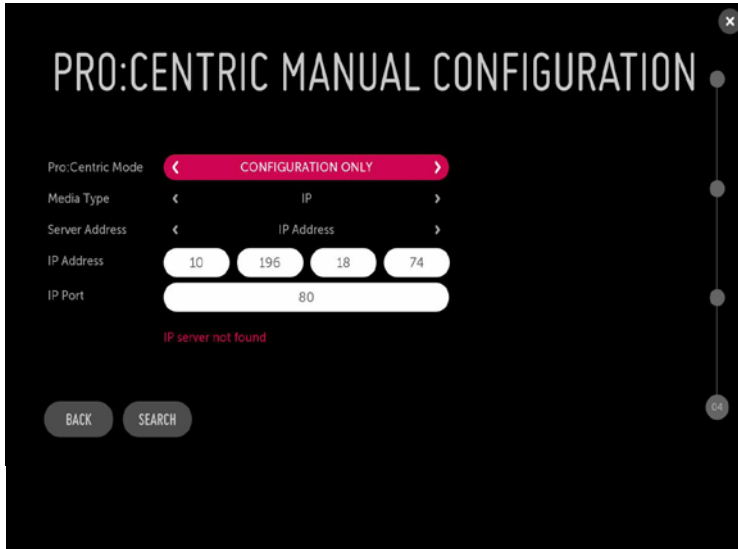 PRO:CENTRIC MANUAL CONFIGURATION
Pro:Centric Mode CONFIGURATION ONLY
Media Type IP
Server Address IP Address
IP Address 10 196 18 74
IP Port 80
IP server not found
BACK SEARCH
04